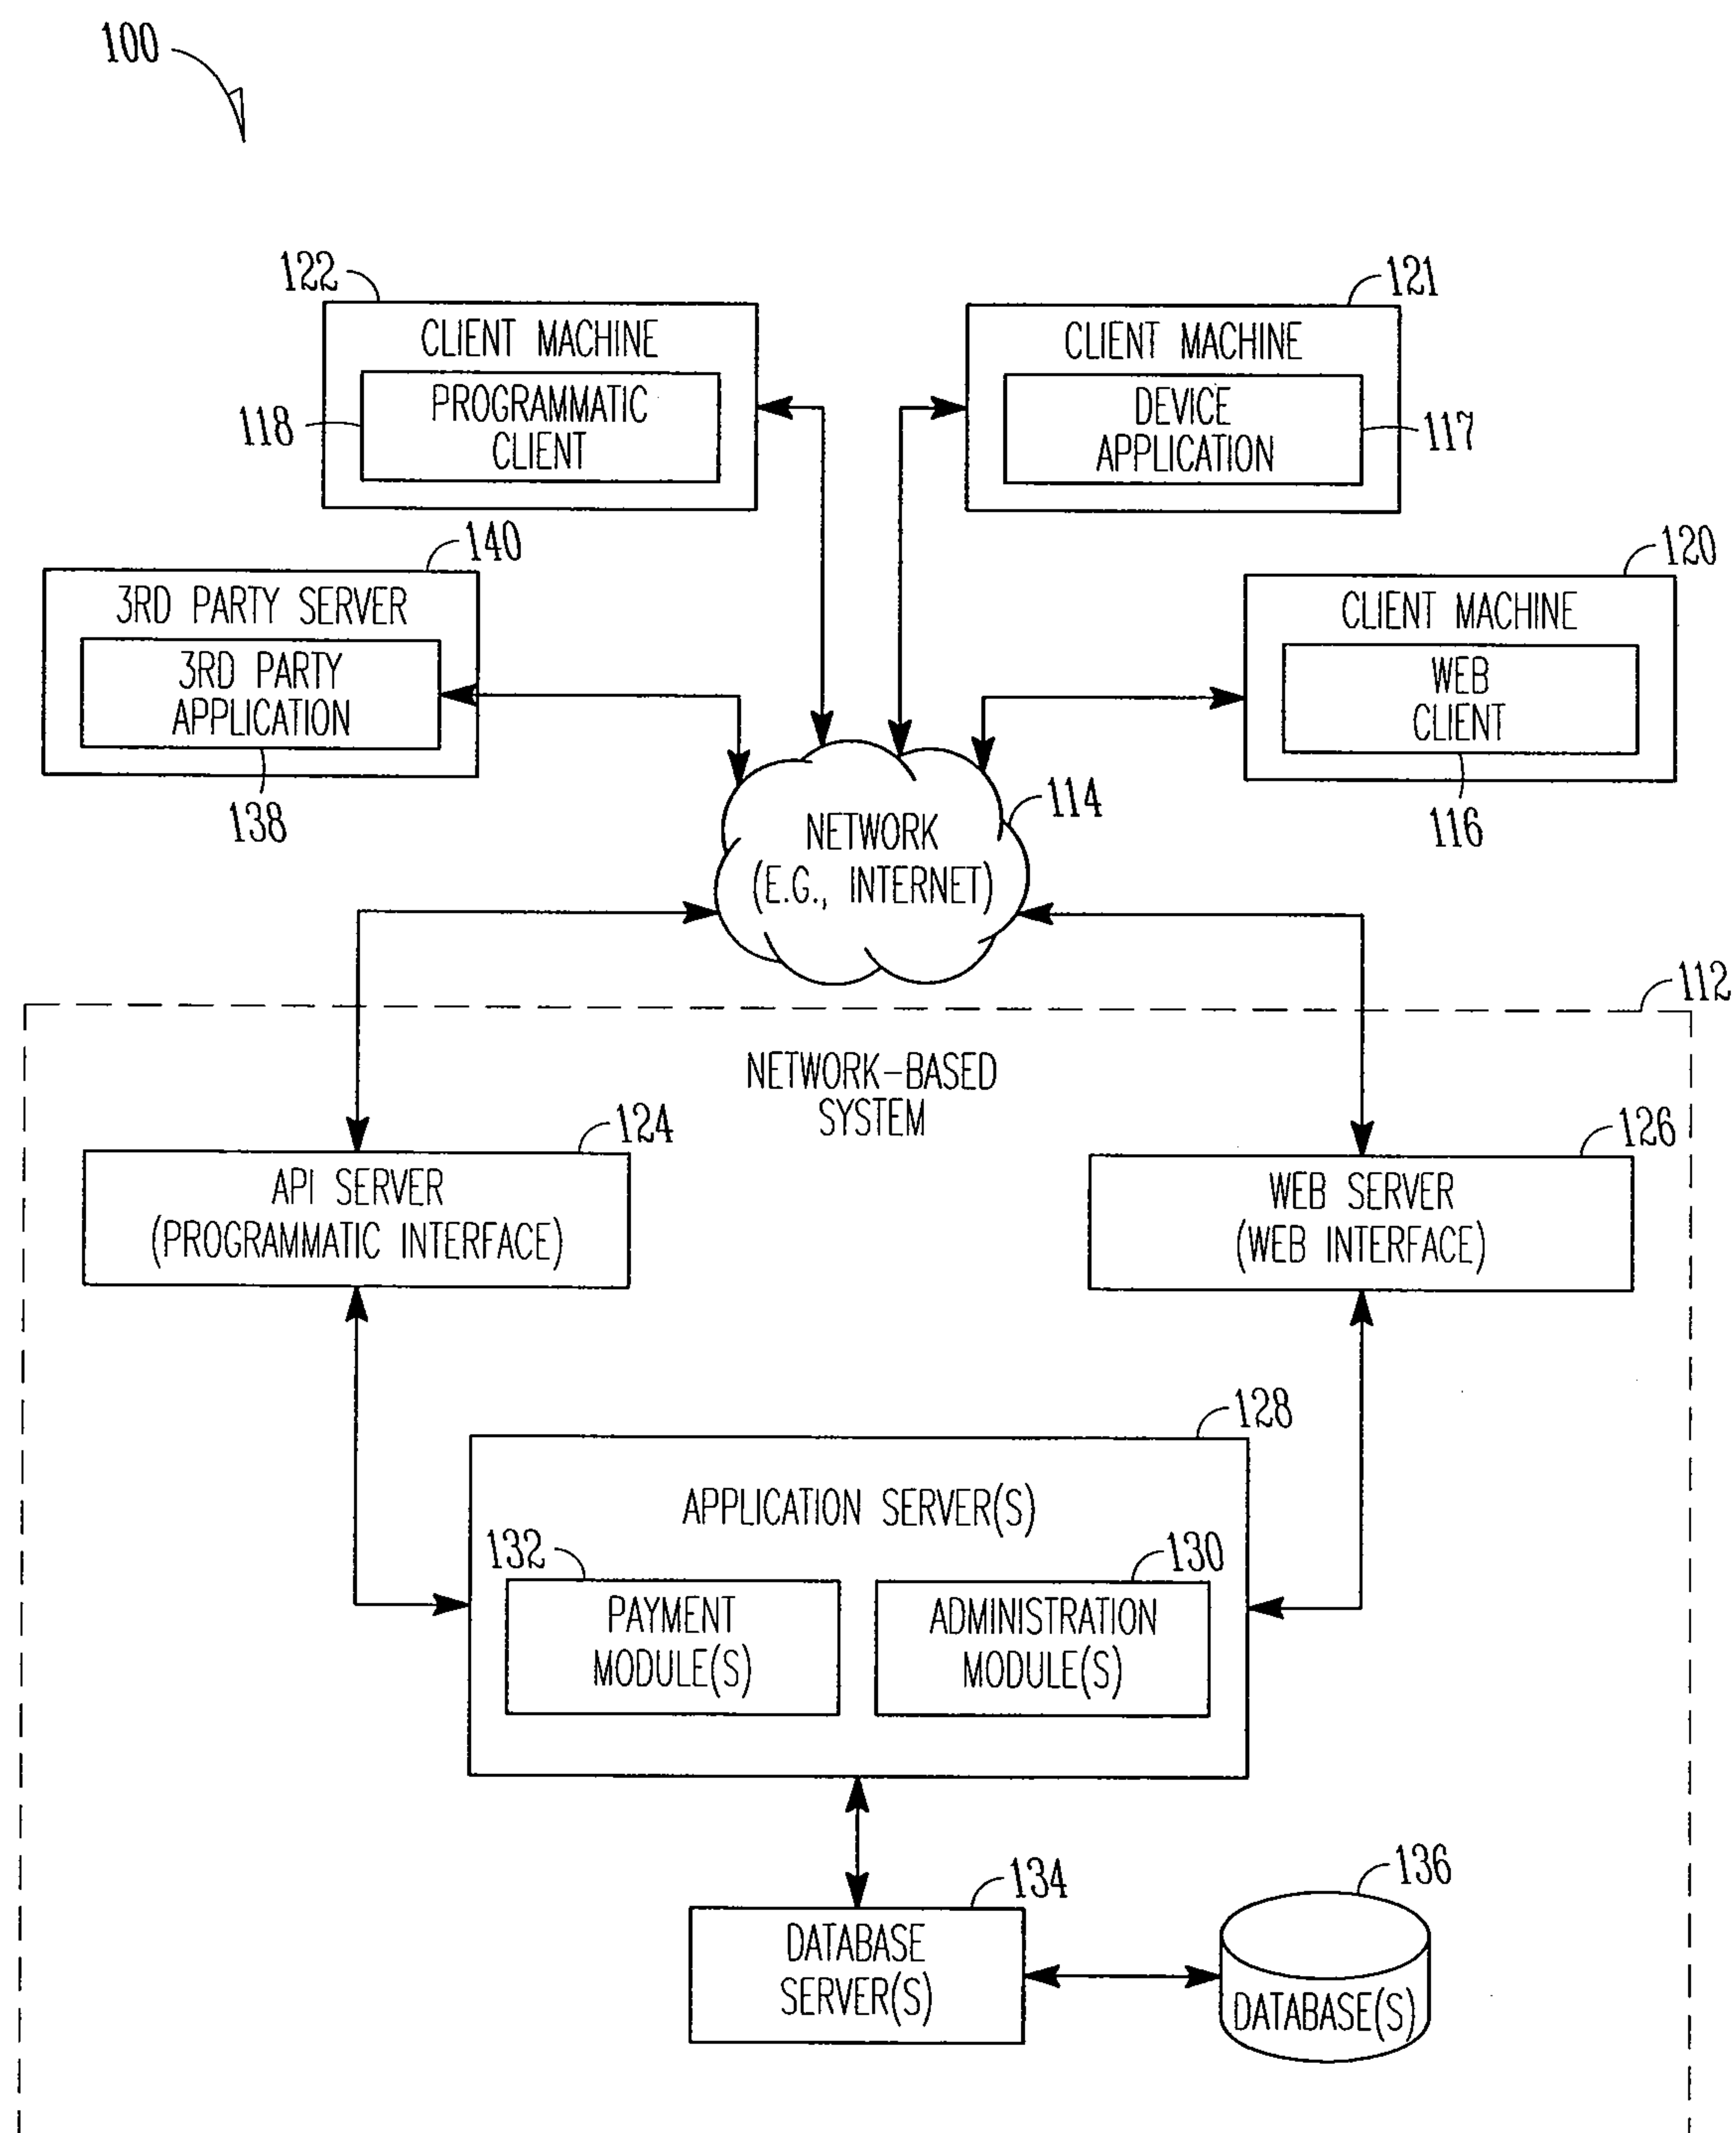 100
122
121
CLIENT MACHINE
CLIENT MACHINE
118
PROGRAMMATIC
CLIENT
DEVICE
APPLICATION
117
140
120
3RD PARTY SERVER
CLIENT MACHINE
3RD PARTY
APPLICATION
WEB
CLIENT
138
116
114
NETWORK
(E.G., INTERNET)
112
NETWORK-BASED
SYSTEM
124
126
API SERVER
(PROGRAMMATIC INTERFACE)
WEB SERVER
(WEB INTERFACE)
128
APPLICATION SERVER(S)
132
130
PAYMENT
MODULE(S)
ADMINISTRATION
MODULE(S)
134
136
DATABASE
SERVER(S)
DATABASE(S)